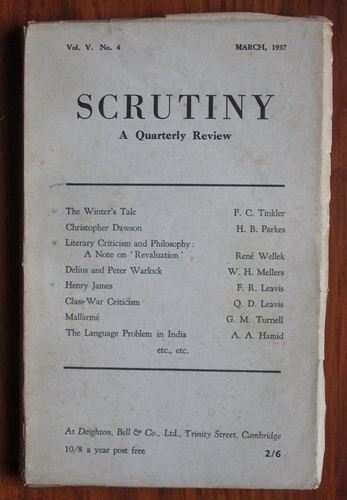 Vol. V. No. 4 MARCH, 1937
SCRUTINY
A Quarterly Review
The Winter's Tale F. C. Tinkler
Christopher Dawson H. B. Parkes
Literary Criticism and Philosophy:
A Note on 'Revaluation' René Wellek
Delius and Peter Warlock W. H. Mellers
Henry James F. R. Leavis
Class-War Criticism Q. D. Leavis
Mallarmé G. M. Turnell
The Language Problem in India A. A. Hamid
etc., etc.
At Deighton, Bell & Co., Ltd., Trinity Street, Cambridge
10/8 a year post free 2/6